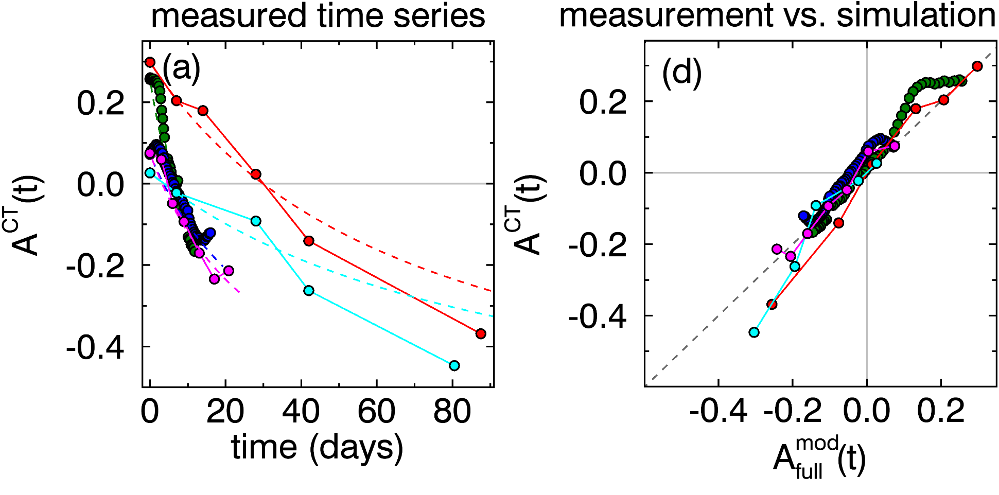 measured time series
(a)
0.2
0.0
-0.2
-0.4
A^CT(t)
0 20 40 60 80
time (days)
measurement vs. simulation
(d)
0.2
0.0
-0.2
-0.4
A^CT(t)
-0.4 -0.2 0.0 0.2
A_full^mod(t)